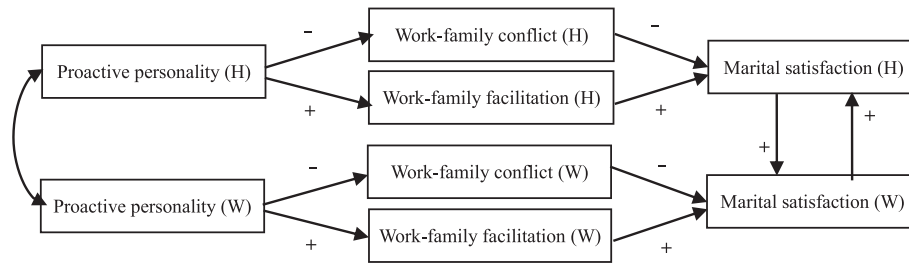 – Work-family conflict (H) –
Proactive personality (H) Marital satisfaction (H)
+ Work-family facilitation (H) +
+ +
– Work-family conflict (W) –
Proactive personality (W) Marital satisfaction (W)
+ Work-family facilitation (W) +